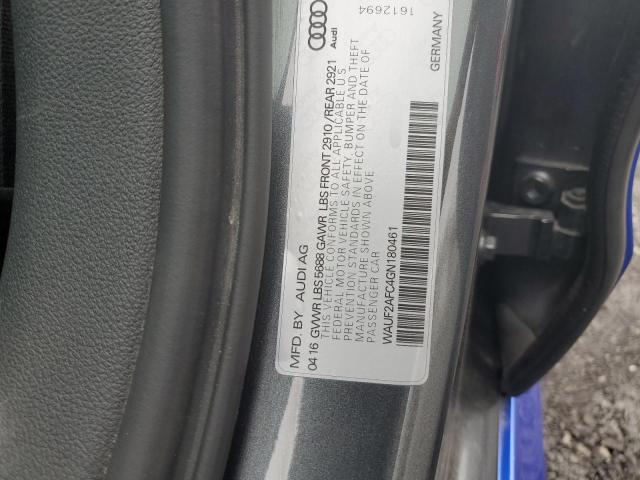 MFD. BY AUDI AG
04 16 GVWR LBS 5688 GAWR LBS FRONT 2910/REAR 2921
THIS VEHICLE CONFORMS TO ALL APPLICABLE U.S.
FEDERAL MOTOR VEHICLE SAFETY, BUMPER AND THEFT
PREVENTION STANDARDS IN EFFECT ON THE DATE OF
MANUFACTURE SHOWN ABOVE
PASSENGER CAR
WAUF2AFC4GN180461
GERMANY
Audi
1612694